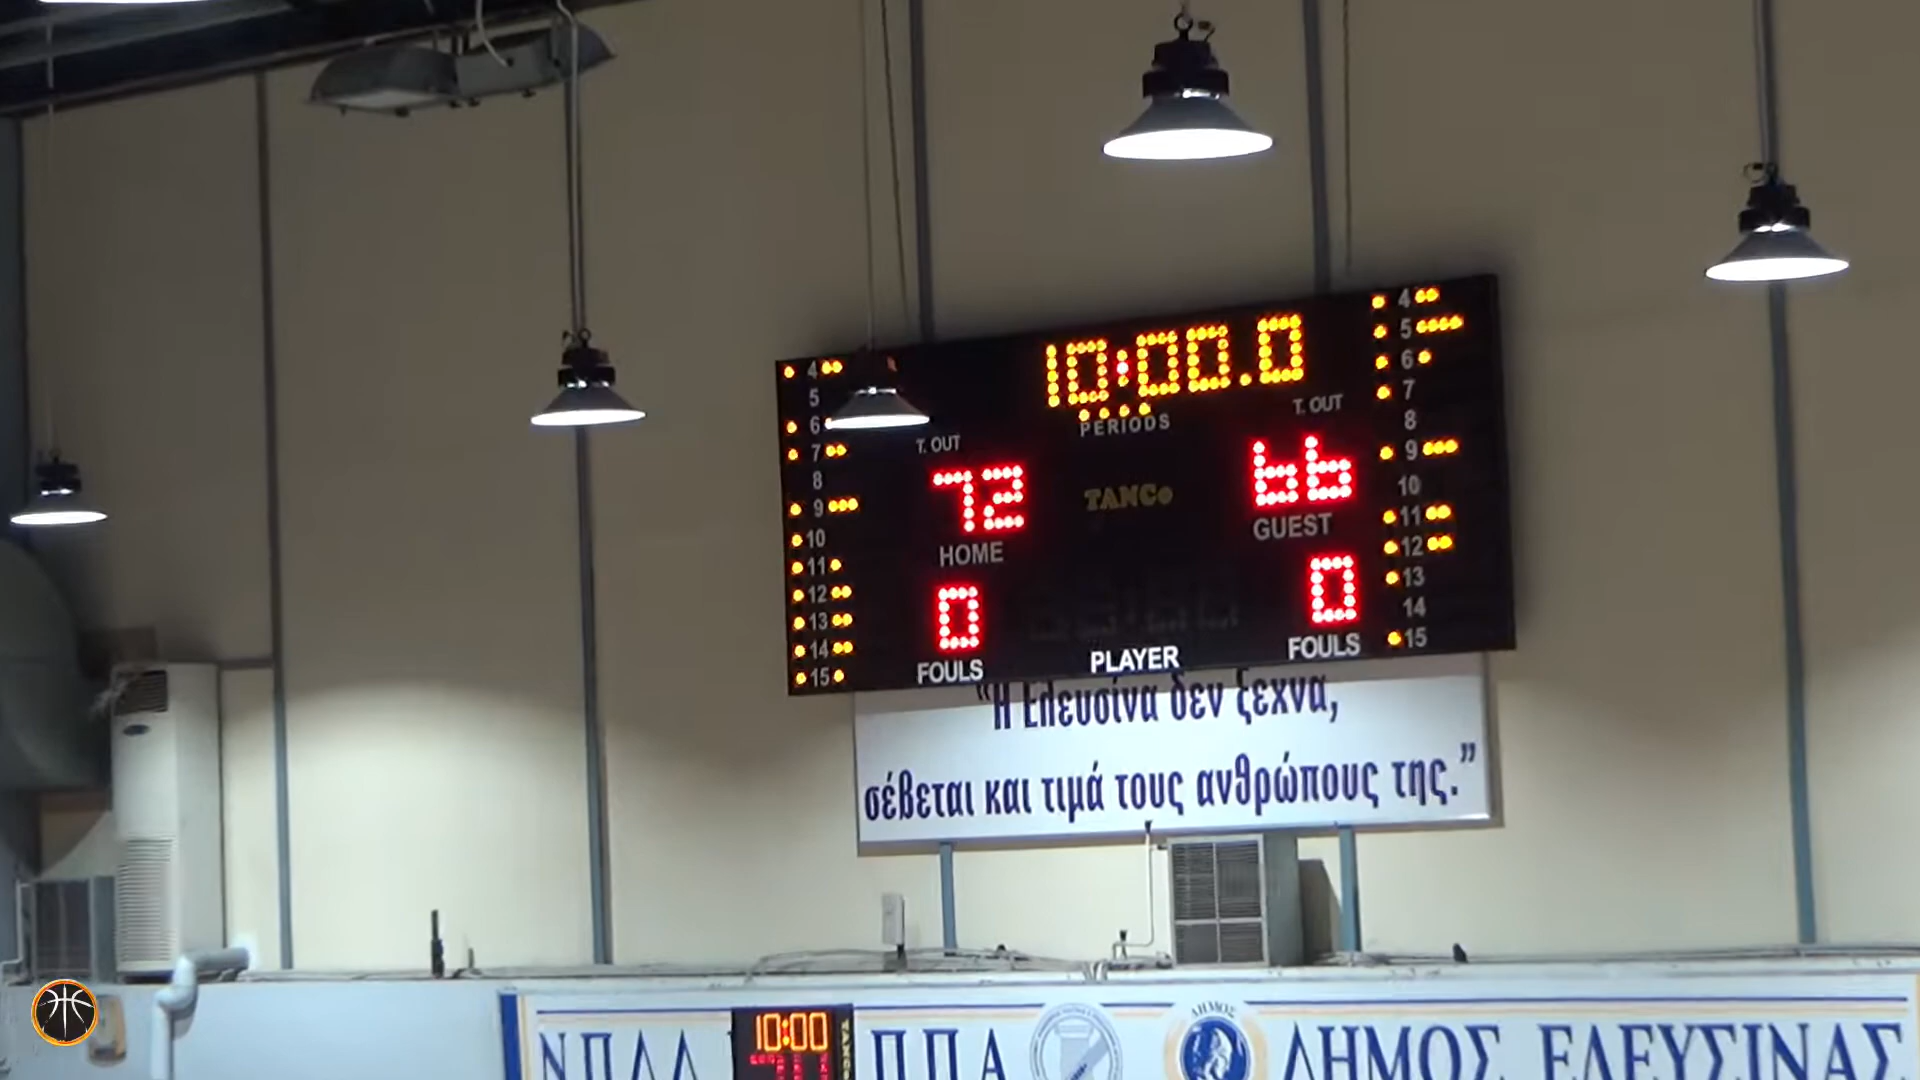 10:00.0
PERIODS
T. OUT
T. OUT
72
66
TANCo
HOME
GUEST
0
0
FOULS
PLAYER
FOULS
4
5
6
7
8
9
10
11
12
13
14
15
4
5
6
7
8
9
10
11
12
13
14
15
“Η Ελευσίνα δεν ξεχνά,
σέβεται και τιμά τους ανθρώπους της.”
10:00
Ν.Π.Δ.Δ. Π Π Α ΔΗΜΟΣ ΕΛΕΥΣΙΝΑΣ
ΔΗΜΟΣ